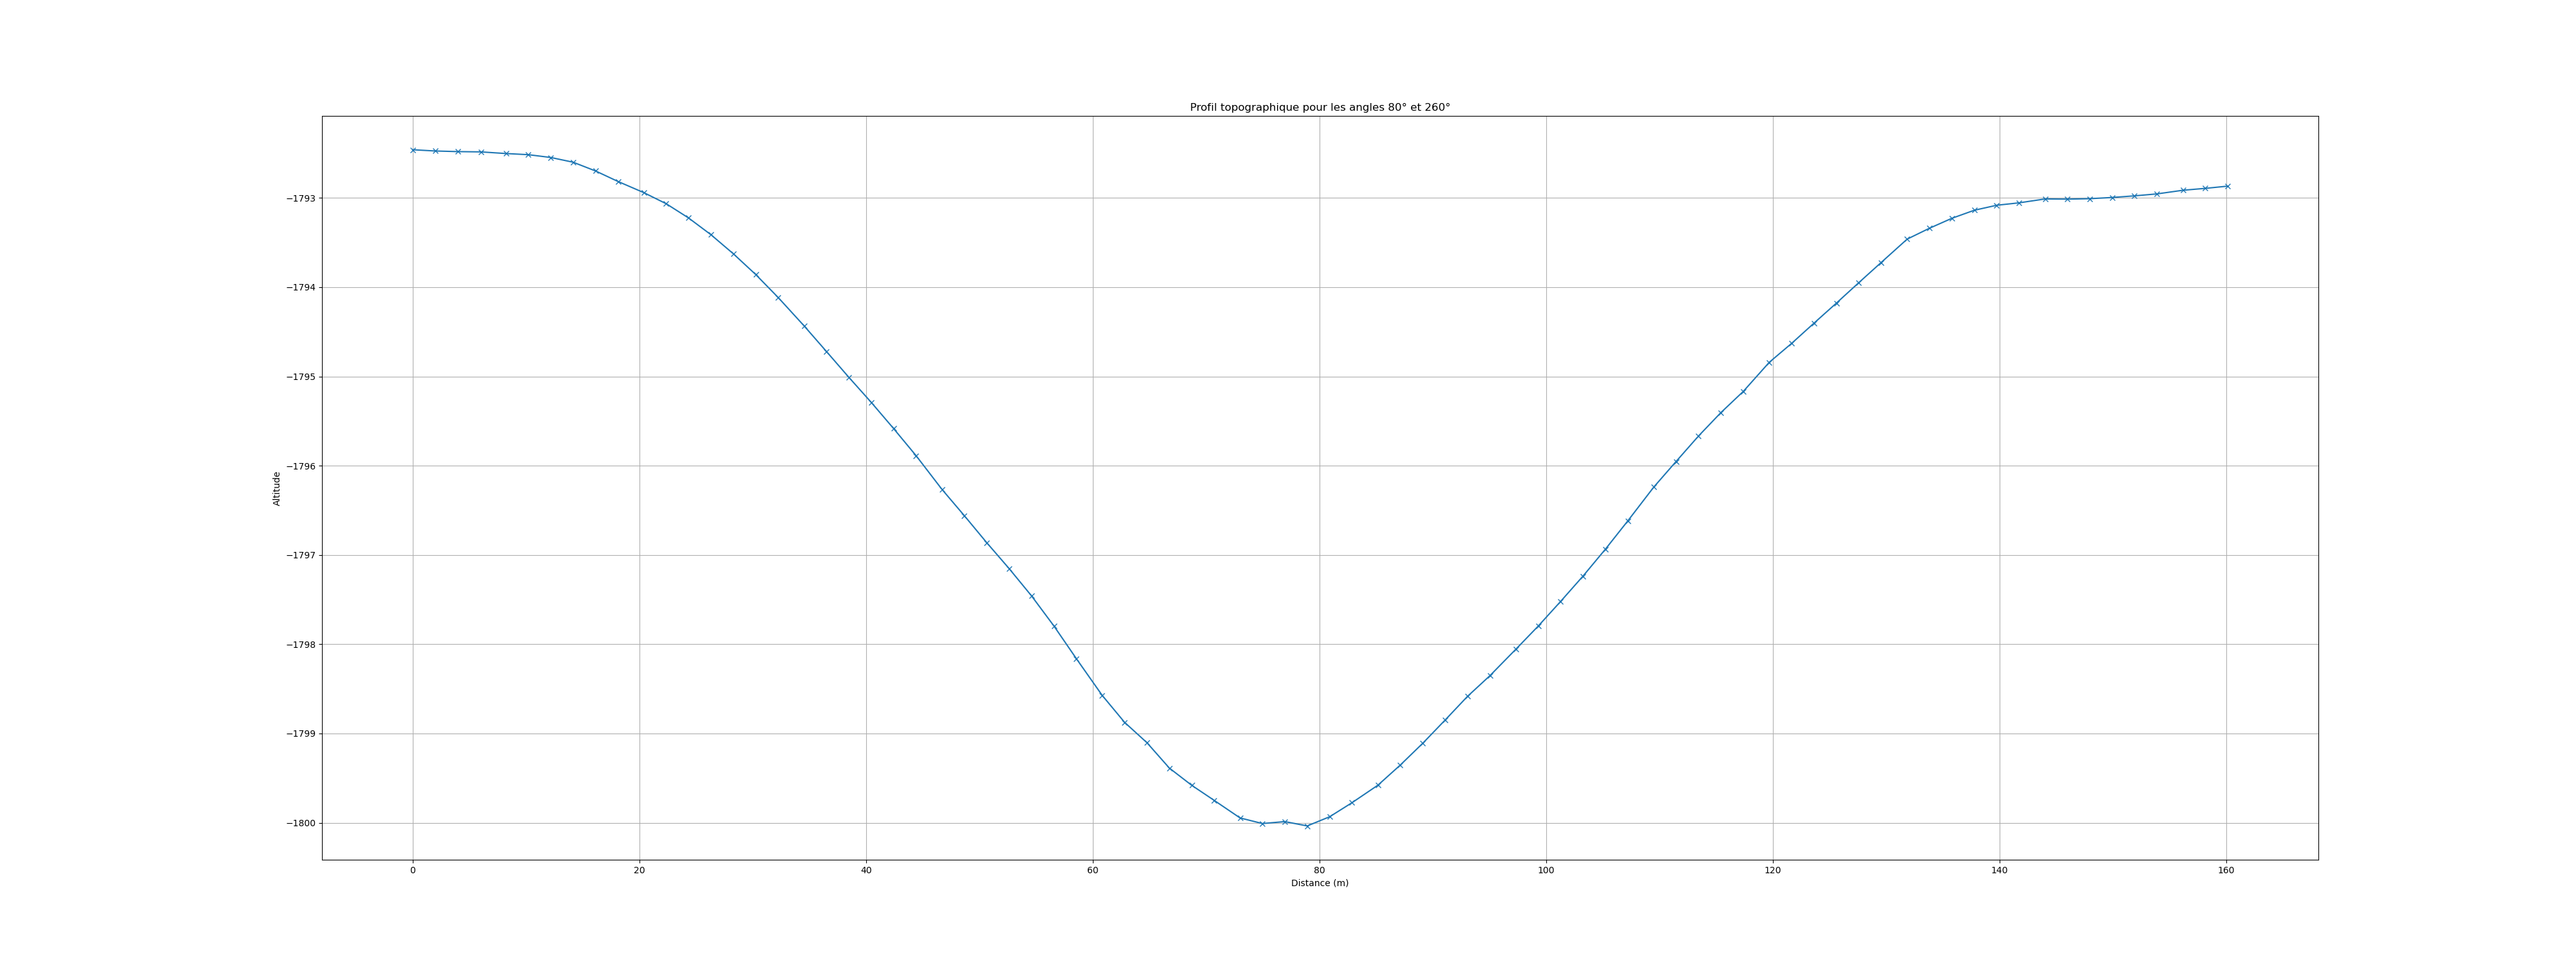 Profil topographique pour les angles 80° et 260°
Altitude
−1793
−1794
−1795
−1796
−1797
−1798
−1799
−1800
0 20 40 60 80 100 120 140 160
Distance (m)